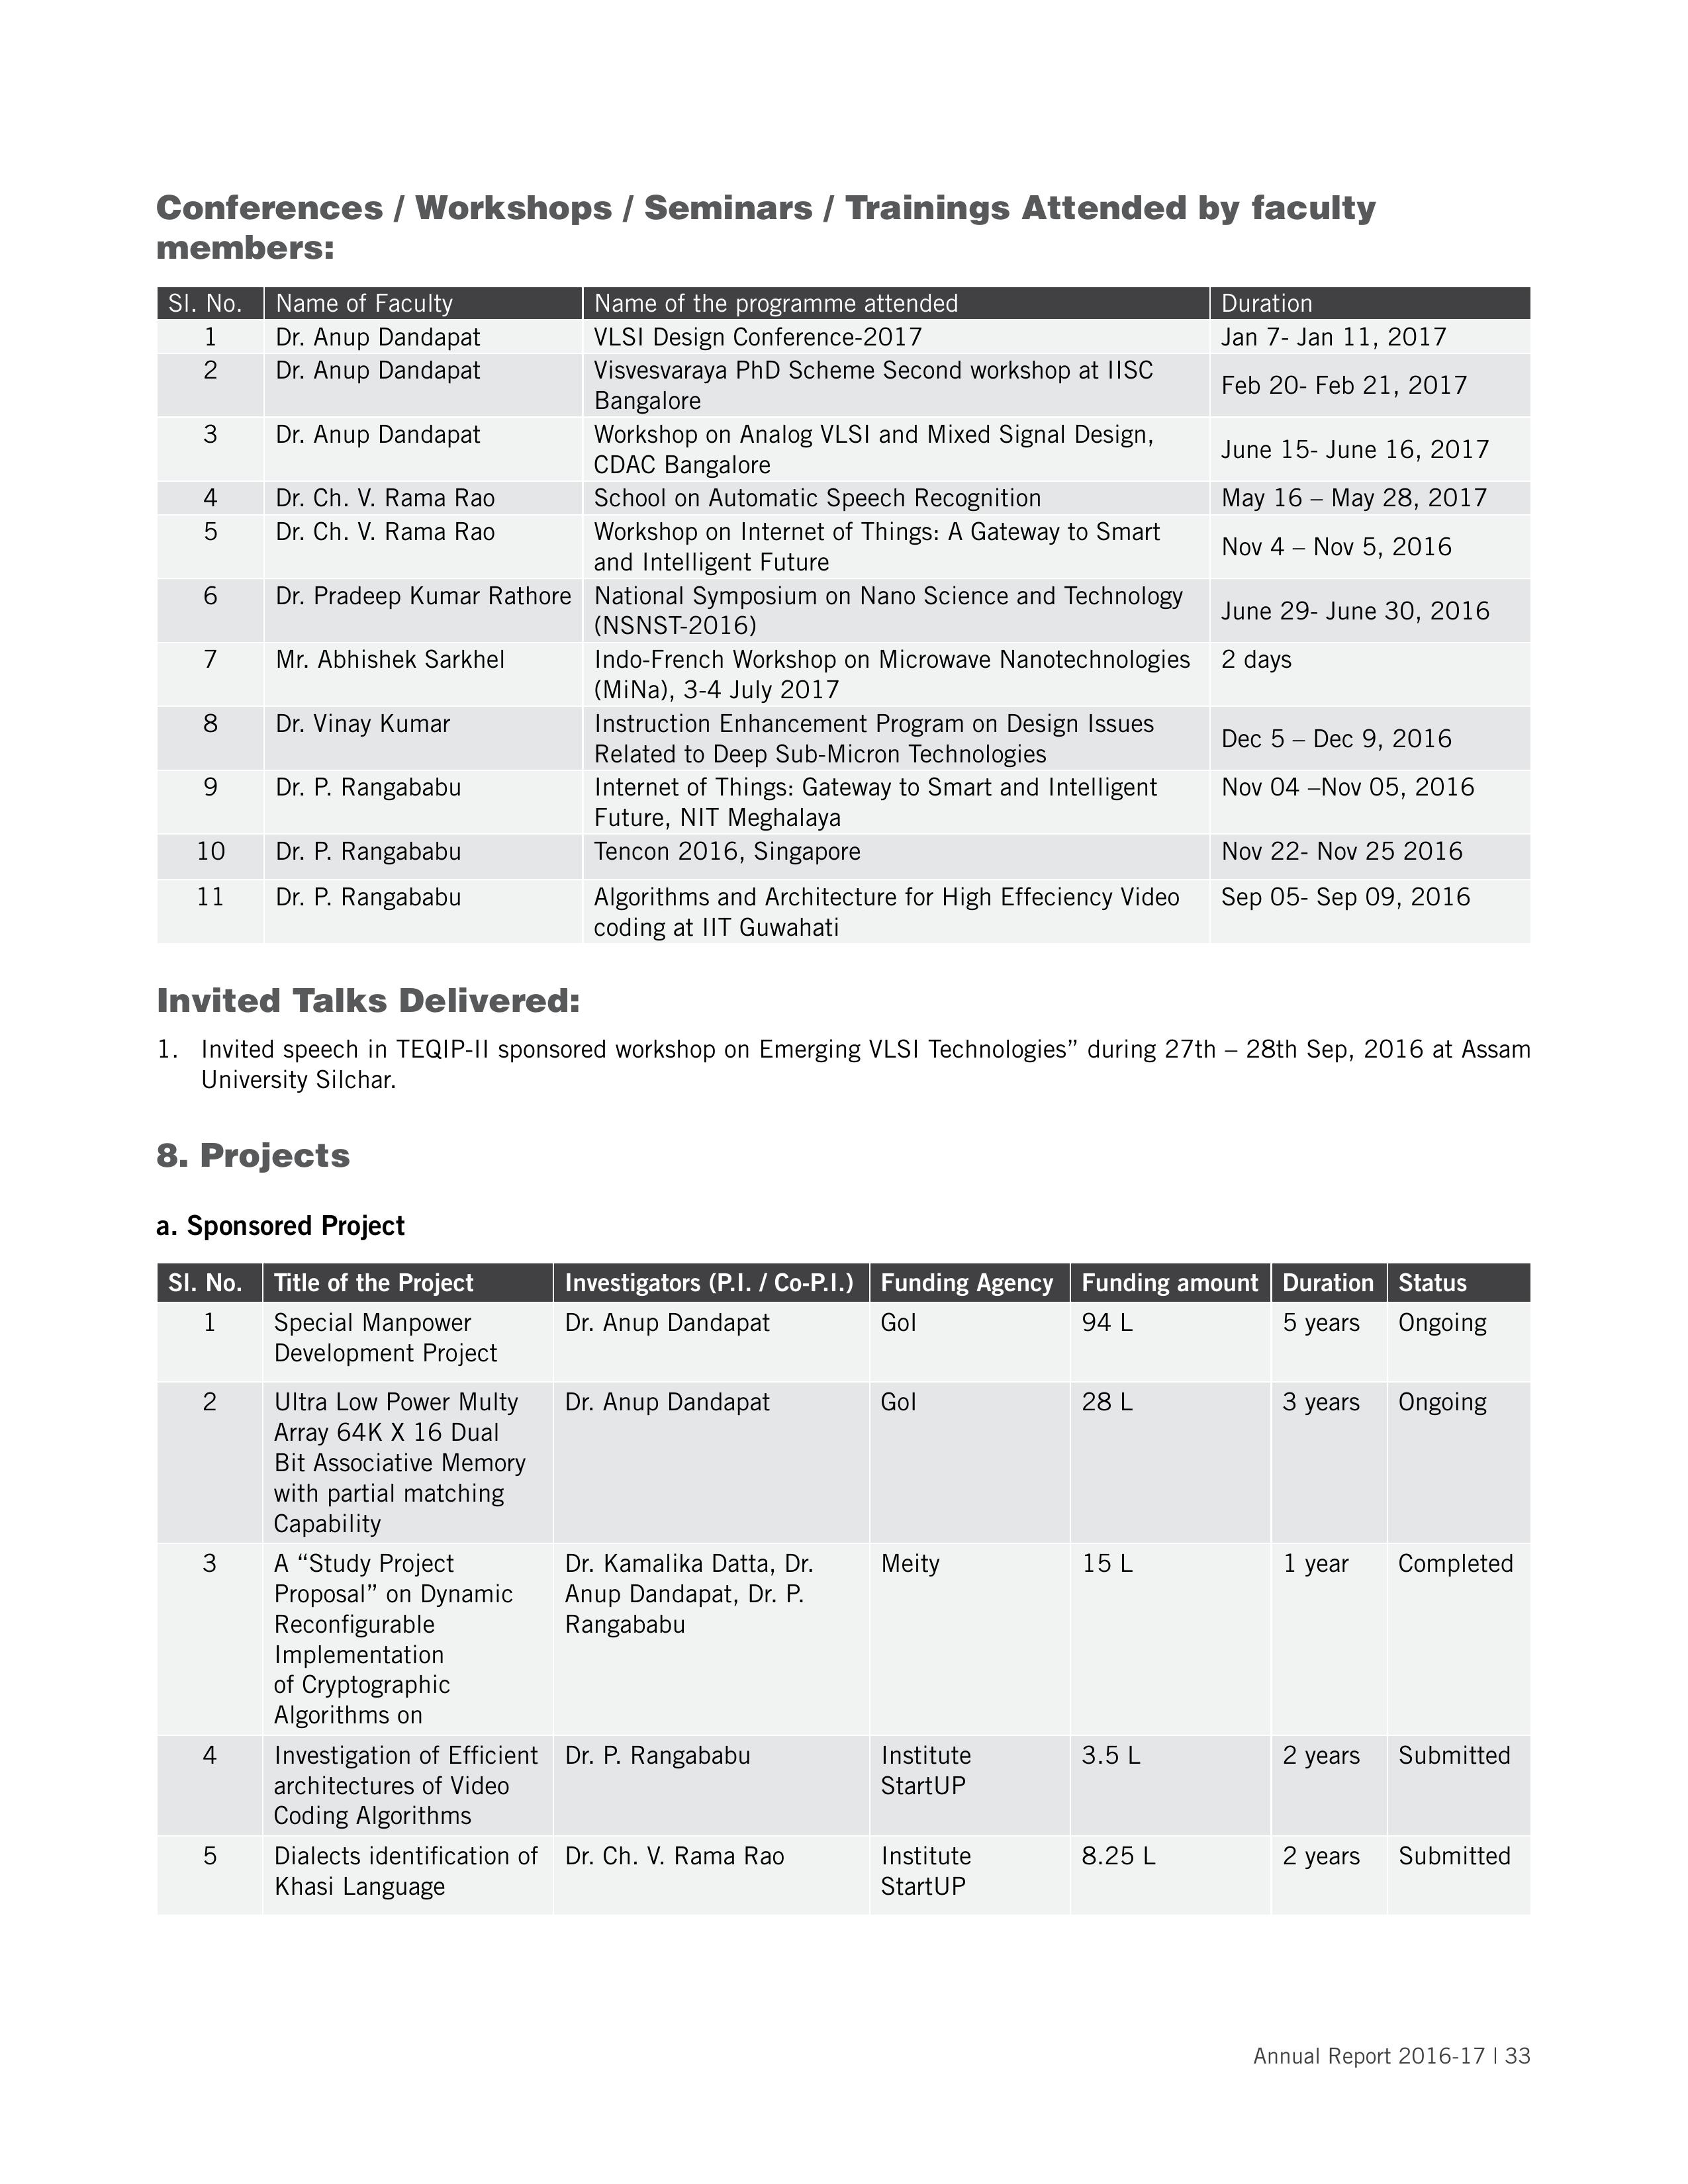 Conferences / Workshops / Seminars / Trainings Attended by faculty
members:
Sl. No. Name of Faculty Name of the programme attended Duration
1 Dr. Anup Dandapat VLSI Design Conference-2017 Jan 7- Jan 11, 2017
2 Dr. Anup Dandapat Visvesvaraya PhD Scheme Second workshop at IISC
Bangalore Feb 20- Feb 21, 2017
3 Dr. Anup Dandapat Workshop on Analog VLSI and Mixed Signal Design,
CDAC Bangalore June 15- June 16, 2017
4 Dr. Ch. V. Rama Rao School on Automatic Speech Recognition May 16 – May 28, 2017
5 Dr. Ch. V. Rama Rao Workshop on Internet of Things: A Gateway to Smart
and Intelligent Future Nov 4 – Nov 5, 2016
6 Dr. Pradeep Kumar Rathore National Symposium on Nano Science and Technology
(NSNST-2016) June 29- June 30, 2016
7 Mr. Abhishek Sarkhel Indo-French Workshop on Microwave Nanotechnologies 2 days
(MiNa), 3-4 July 2017
8 Dr. Vinay Kumar Instruction Enhancement Program on Design Issues
Related to Deep Sub-Micron Technologies Dec 5 – Dec 9, 2016
9 Dr. P. Rangababu Internet of Things: Gateway to Smart and Intelligent Nov 04 –Nov 05, 2016
Future, NIT Meghalaya
10 Dr. P. Rangababu Tencon 2016, Singapore Nov 22- Nov 25 2016
11 Dr. P. Rangababu Algorithms and Architecture for High Effeciency Video Sep 05- Sep 09, 2016
coding at IIT Guwahati
Invited Talks Delivered:
1. Invited speech in TEQIP-II sponsored workshop on Emerging VLSI Technologies” during 27th – 28th Sep, 2016 at Assam
University Silchar.
8. Projects
a. Sponsored Project
Sl. No. Title of the Project Investigators (P.I. / Co-P.I.) Funding Agency Funding amount Duration Status
1 Special Manpower Dr. Anup Dandapat GoI 94 L 5 years Ongoing
Development Project
2 Ultra Low Power Multy Dr. Anup Dandapat GoI 28 L 3 years Ongoing
Array 64K X 16 Dual
Bit Associative Memory
with partial matching
Capability
3 A “Study Project Dr. Kamalika Datta, Dr. Meity 15 L 1 year Completed
Proposal” on Dynamic Anup Dandapat, Dr. P.
Reconfigurable Rangababu
Implementation
of Cryptographic
Algorithms on
4 Investigation of Efficient Dr. P. Rangababu Institute 3.5 L 2 years Submitted
architectures of Video StartUP
Coding Algorithms
5 Dialects identification of Dr. Ch. V. Rama Rao Institute 8.25 L 2 years Submitted
Khasi Language StartUP
Annual Report 2016-17 | 33